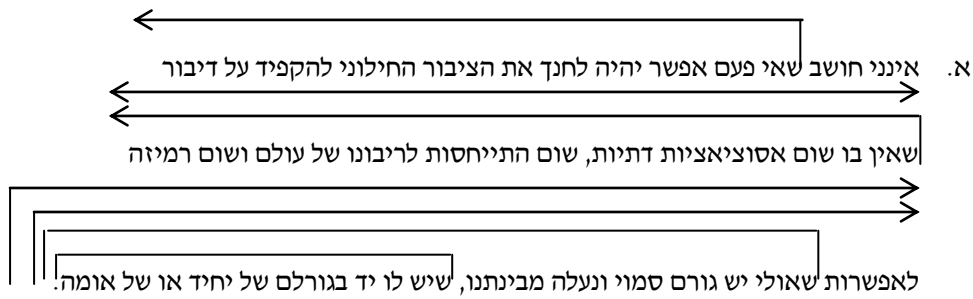 א. אינני חושב שאי פעם אפשר יהיה לחנך את הציבור החילוני להקפיד על דיבור
שאין בו שום אסוציאציות דתיות, שום התייחסות לריבונו של עולם ושום רמיזה
לאפשרות שאולי יש גורם סמוי ונעלה מבינתנו, שיש לו יד בגורלם של יחיד או של אומה.